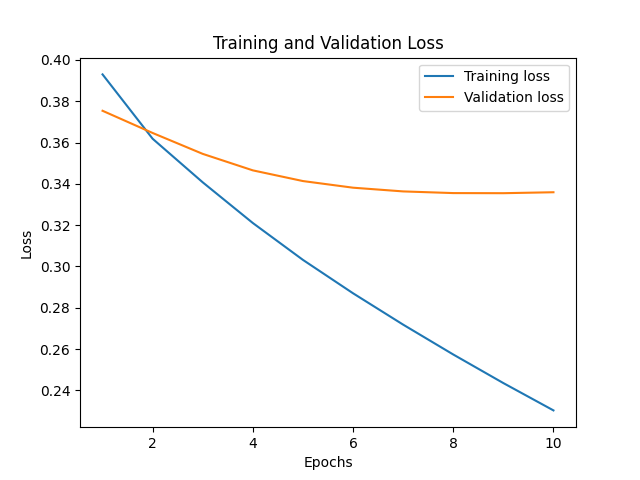 Training and Validation Loss
Training loss
Validation loss
0.40
0.38
0.36
0.34
0.32
0.30
0.28
0.26
0.24
Loss
2
4
6
8
10
Epochs